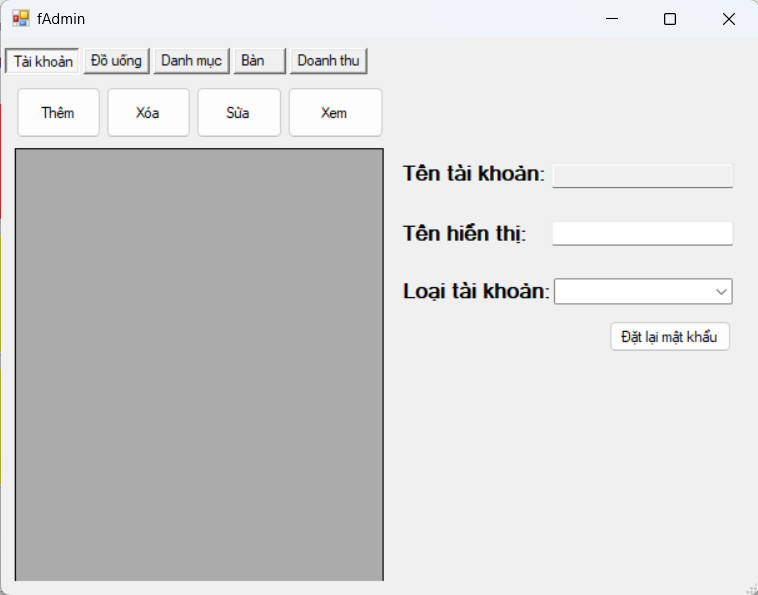 fAdmin
Tài khoản Đồ uống Danh mục Bàn Doanh thu
Thêm Xóa Sửa Xem
Tên tài khoản:
Tên hiển thị:
Loại tài khoản:
Đặt lại mật khẩu